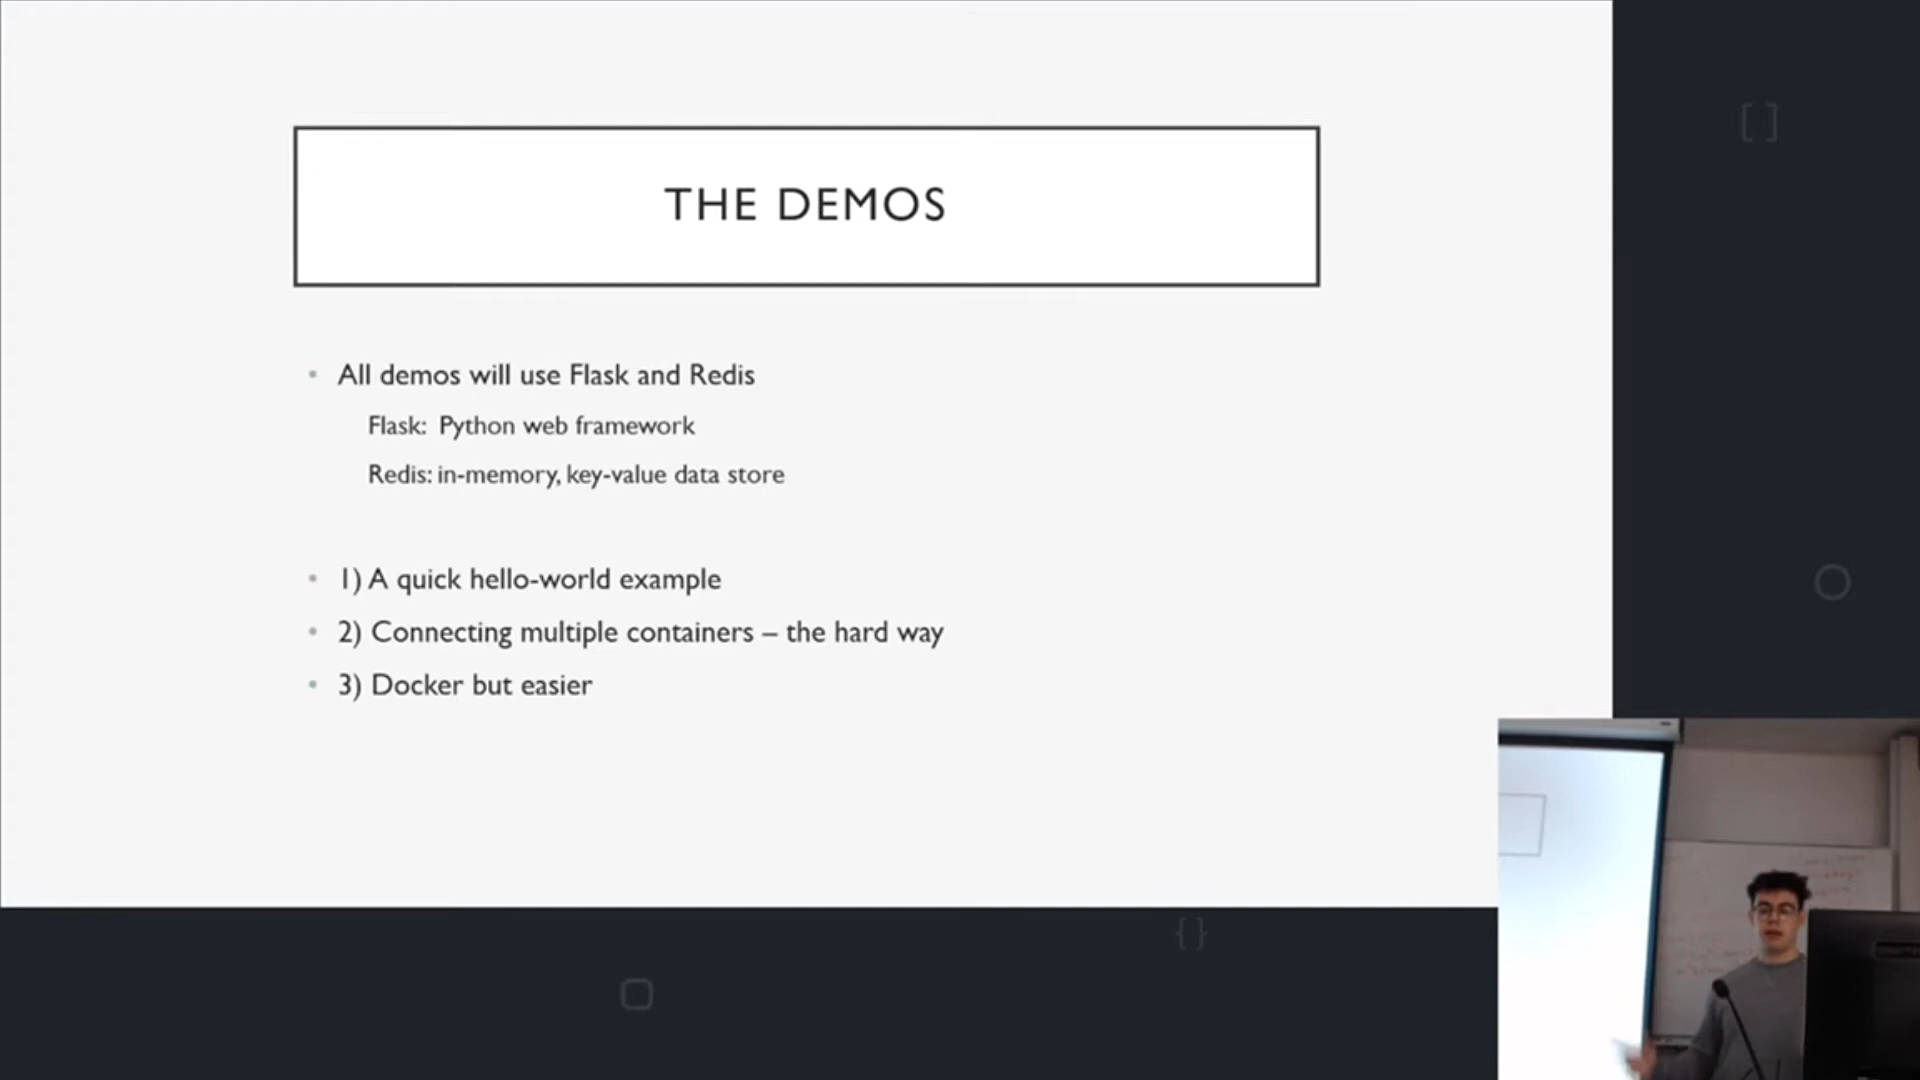 THE DEMOS
• All demos will use Flask and Redis
Flask: Python web framework
Redis: in-memory, key-value data store
• 1) A quick hello-world example
• 2) Connecting multiple containers – the hard way
• 3) Docker but easier
[ ]
{ }